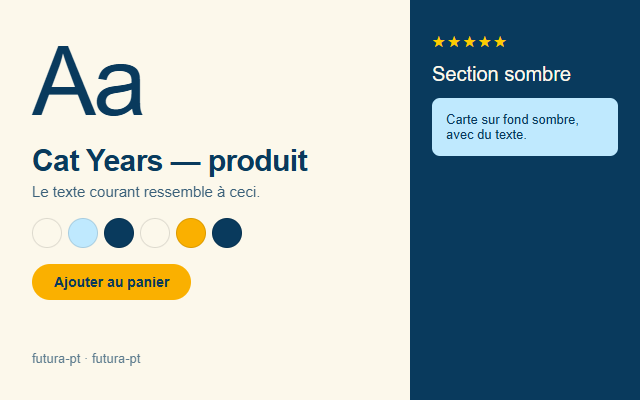 Aa
Cat Years — produit
Le texte courant ressemble à ceci.
Ajouter au panier
futura-pt · futura-pt
★★★★★
Section sombre
Carte sur fond sombre,
avec du texte.